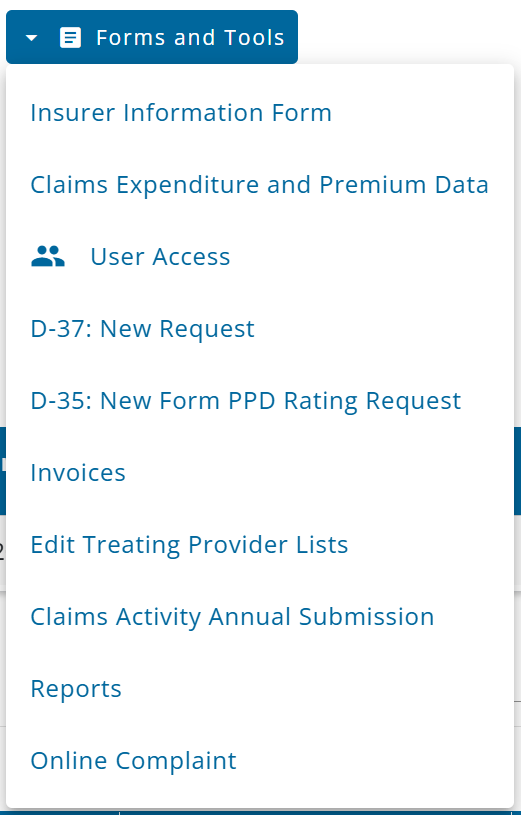 Forms and Tools
Insurer Information Form
Claims Expenditure and Premium Data
User Access
D-37: New Request
D-35: New Form PPD Rating Request
Invoices
Edit Treating Provider Lists
Claims Activity Annual Submission
Reports
Online Complaint